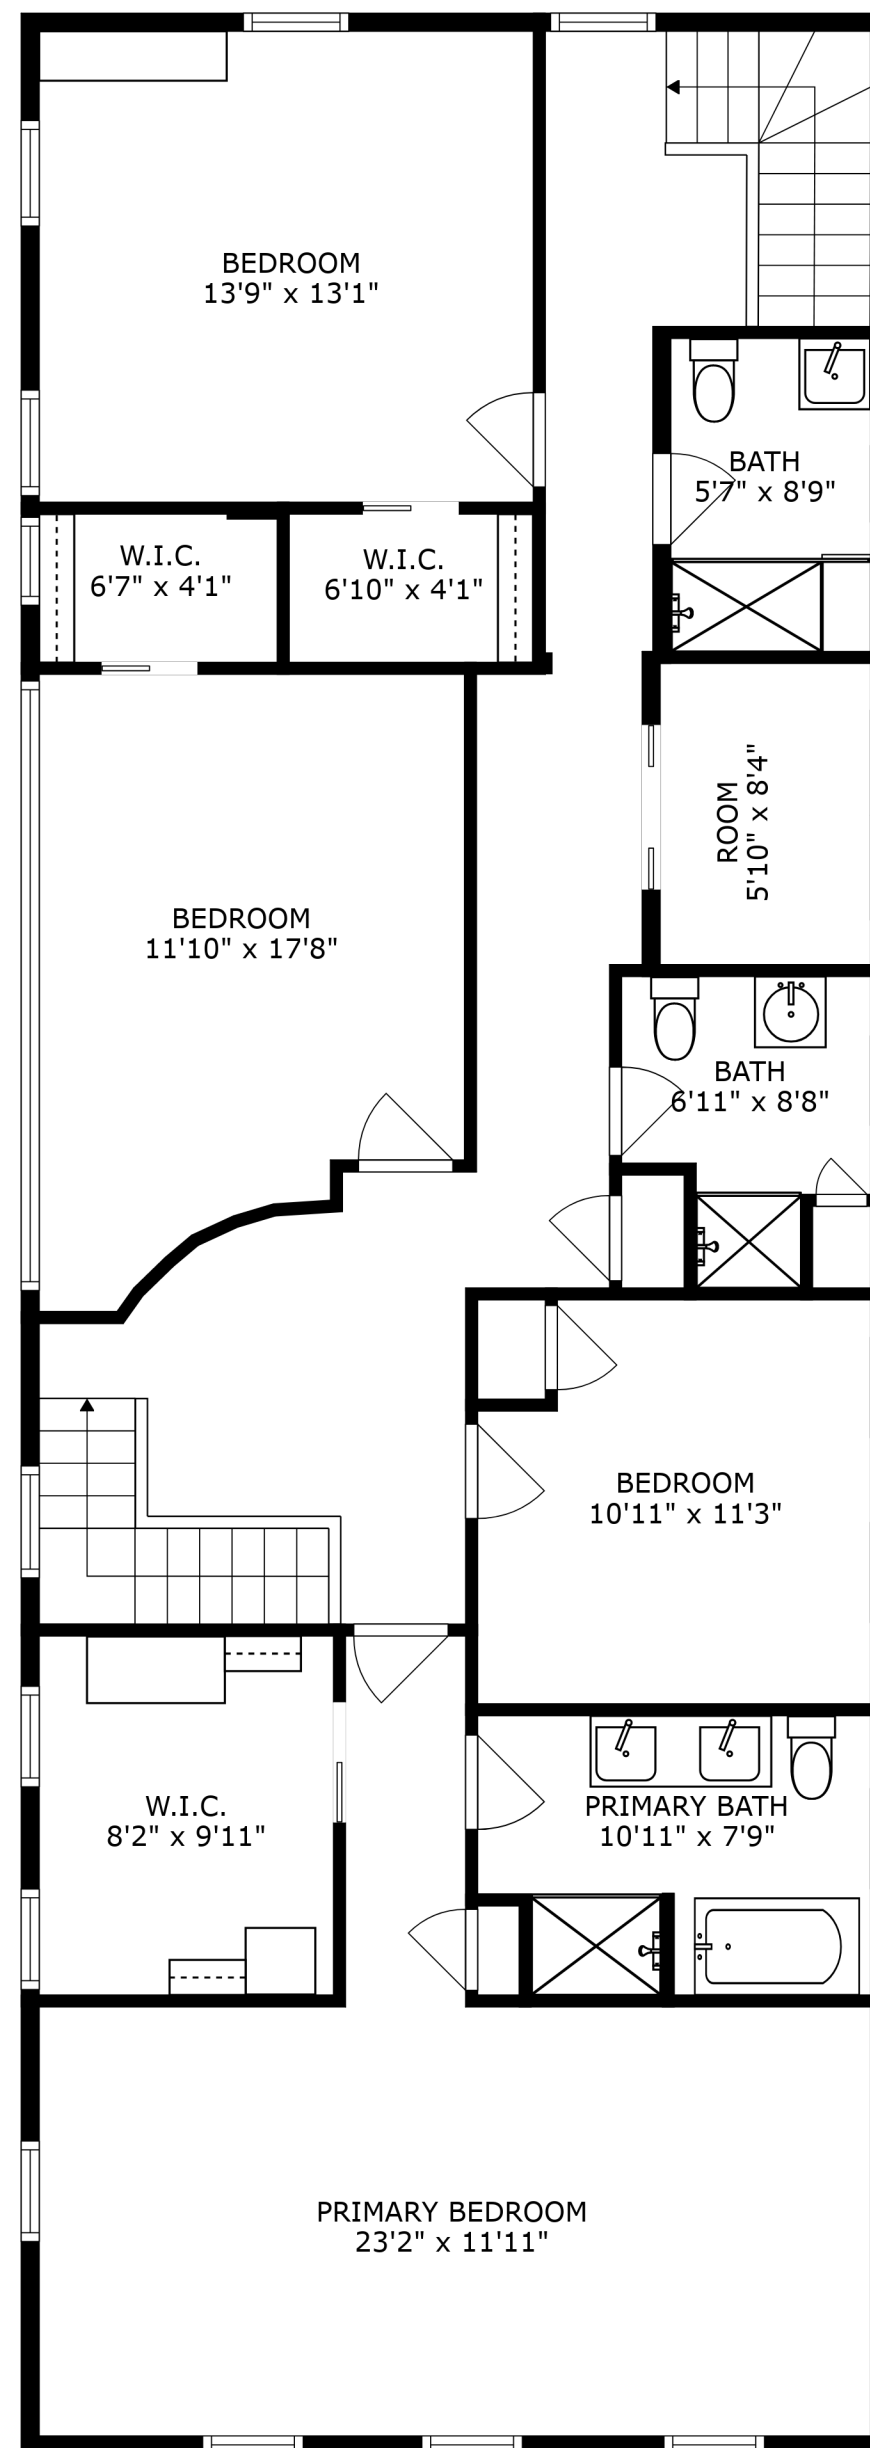 BEDROOM
13'9" x 13'1"
BATH
5'7" x 8'9"
W.I.C.
6'7" x 4'1"
W.I.C.
6'10" x 4'1"
ROOM
5'10" x 8'4"
BEDROOM
11'10" x 17'8"
BATH
6'11" x 8'8"
BEDROOM
10'11" x 11'3"
W.I.C.
8'2" x 9'11"
PRIMARY BATH
10'11" x 7'9"
PRIMARY BEDROOM
23'2" x 11'11"